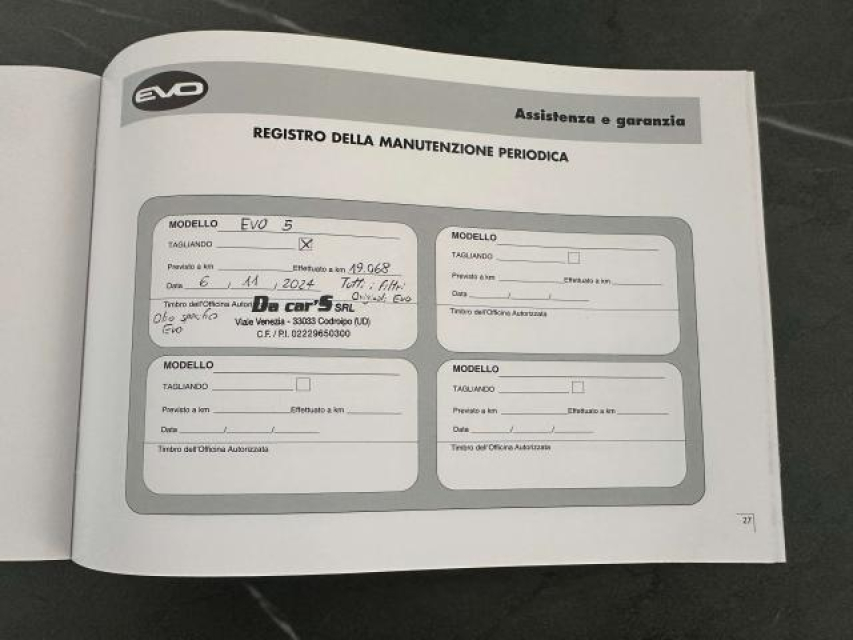 EVO
Assistenza e garanzia
REGISTRO DELLA MANUTENZIONE PERIODICA
MODELLO EVO 5
TAGLIANDO X
Previsto a km Effettuato a km 19.068
Data 6, 11, 2024 Tutti i filtri
Originali Evo
Timbro dell'Officina Autori
Da car'S SRL
Olio specifico
Evo
Viale Venezia - 33033 Codroipo (UD)
C.F. / P.I. 02229650300
MODELLO
TAGLIANDO
Previsto a km Effettuato a km
Data / /
Timbro dell'Officina Autorizzata
MODELLO
TAGLIANDO
Previsto a km Effettuato a km
Data / /
Timbro dell'Officina Autorizzata
MODELLO
TAGLIANDO
Previsto a km Effettuato a km
Data / /
Timbro dell'Officina Autorizzata
27